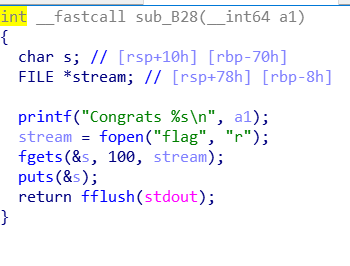 int __fastcall sub_B28(__int64 a1)
{
  char s; // [rsp+10h] [rbp-70h]
  FILE *stream; // [rsp+78h] [rbp-8h]

  printf("Congrats %s\n", a1);
  stream = fopen("flag", "r");
  fgets(&s, 100, stream);
  puts(&s);
  return fflush(stdout);
}